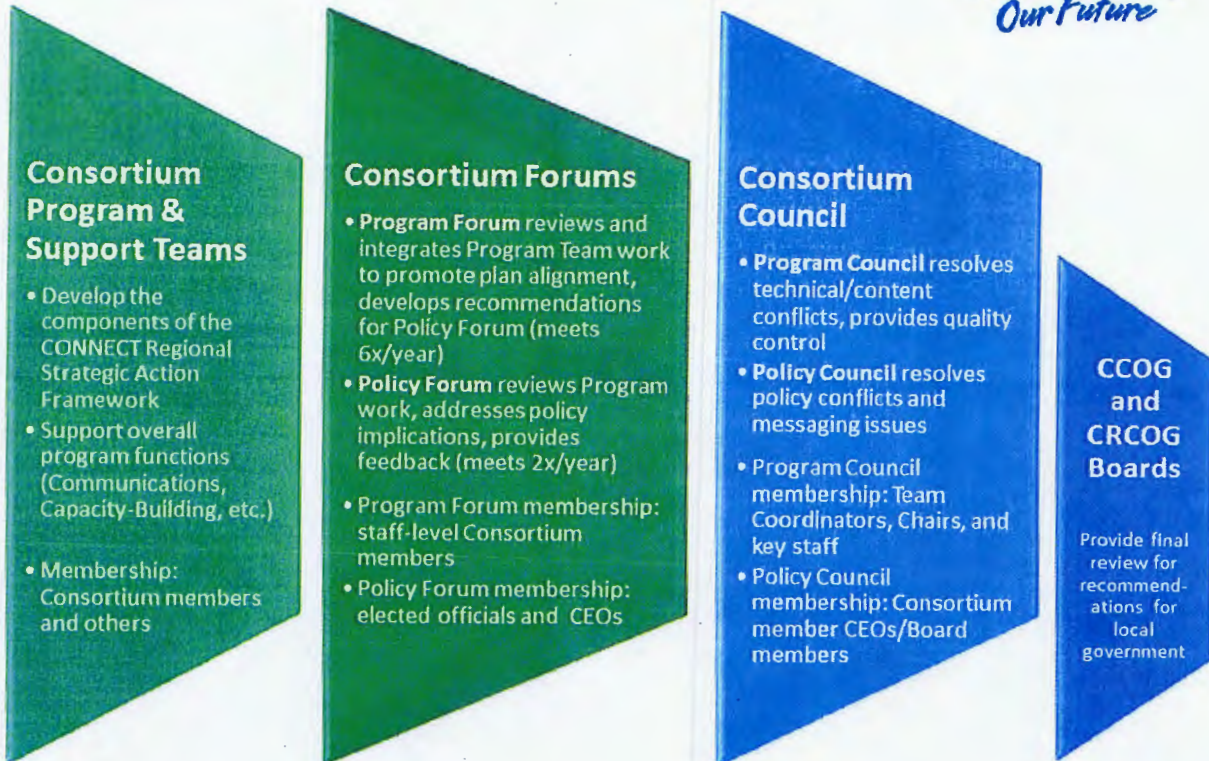 Our Future
Consortium
Program &
Support Teams
• Develop the
components of the
CONNECT Regional
Strategic Action
Framework
• Support overall
program functions
(Communications,
Capacity-Building, etc.)
• Membership:
Consortium members
and others
Consortium Forums
• Program Forum reviews and
integrates Program Team work
to promote plan alignment,
develops recommendations
for Policy Forum (meets
6x/year)
• Policy Forum reviews Program
work, addresses policy
implications, provides
feedback (meets 2x/year)
• Program Forum membership:
staff-level Consortium
members
• Policy Forum membership:
elected officials and CEOs
Consortium
Council
• Program Council resolves
technical/content
conflicts, provides quality
control
• Policy Council resolves
policy conflicts and
messaging issues
• Program Council
membership: Team
Coordinators, Chairs, and
key staff
• Policy Council
membership: Consortium
member CEOs/Board
members
CCOG
and
CRCOG
Boards
Provide final
review for
recommend-
ations for
local
government